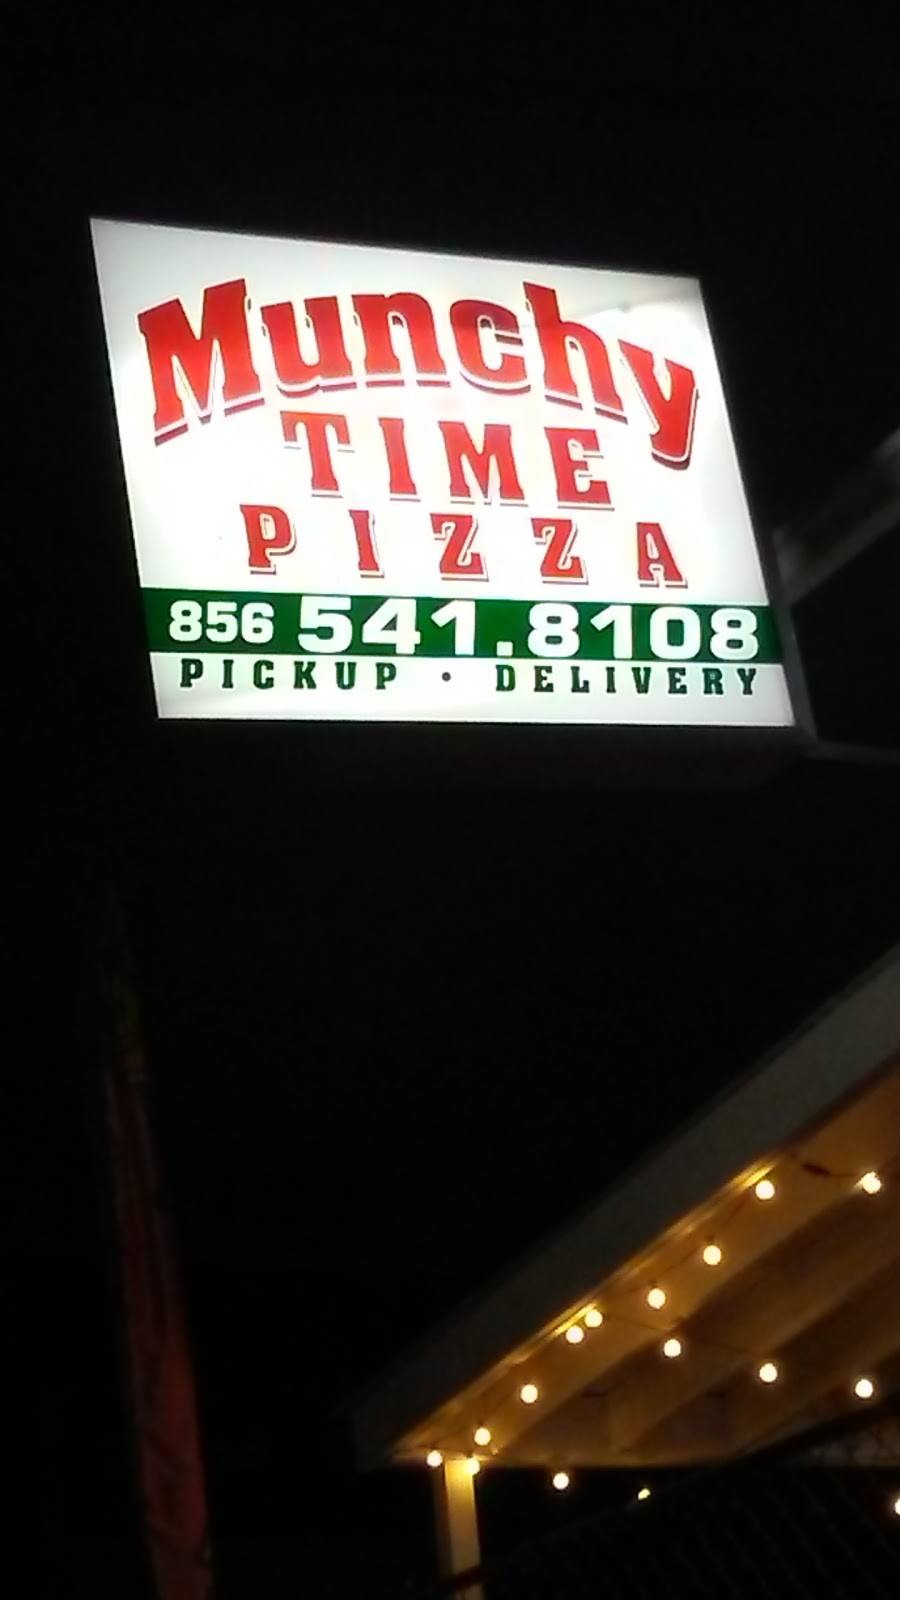 Munchy
TIME
PIZZA
856 541.8108
PICKUP • DELIVERY